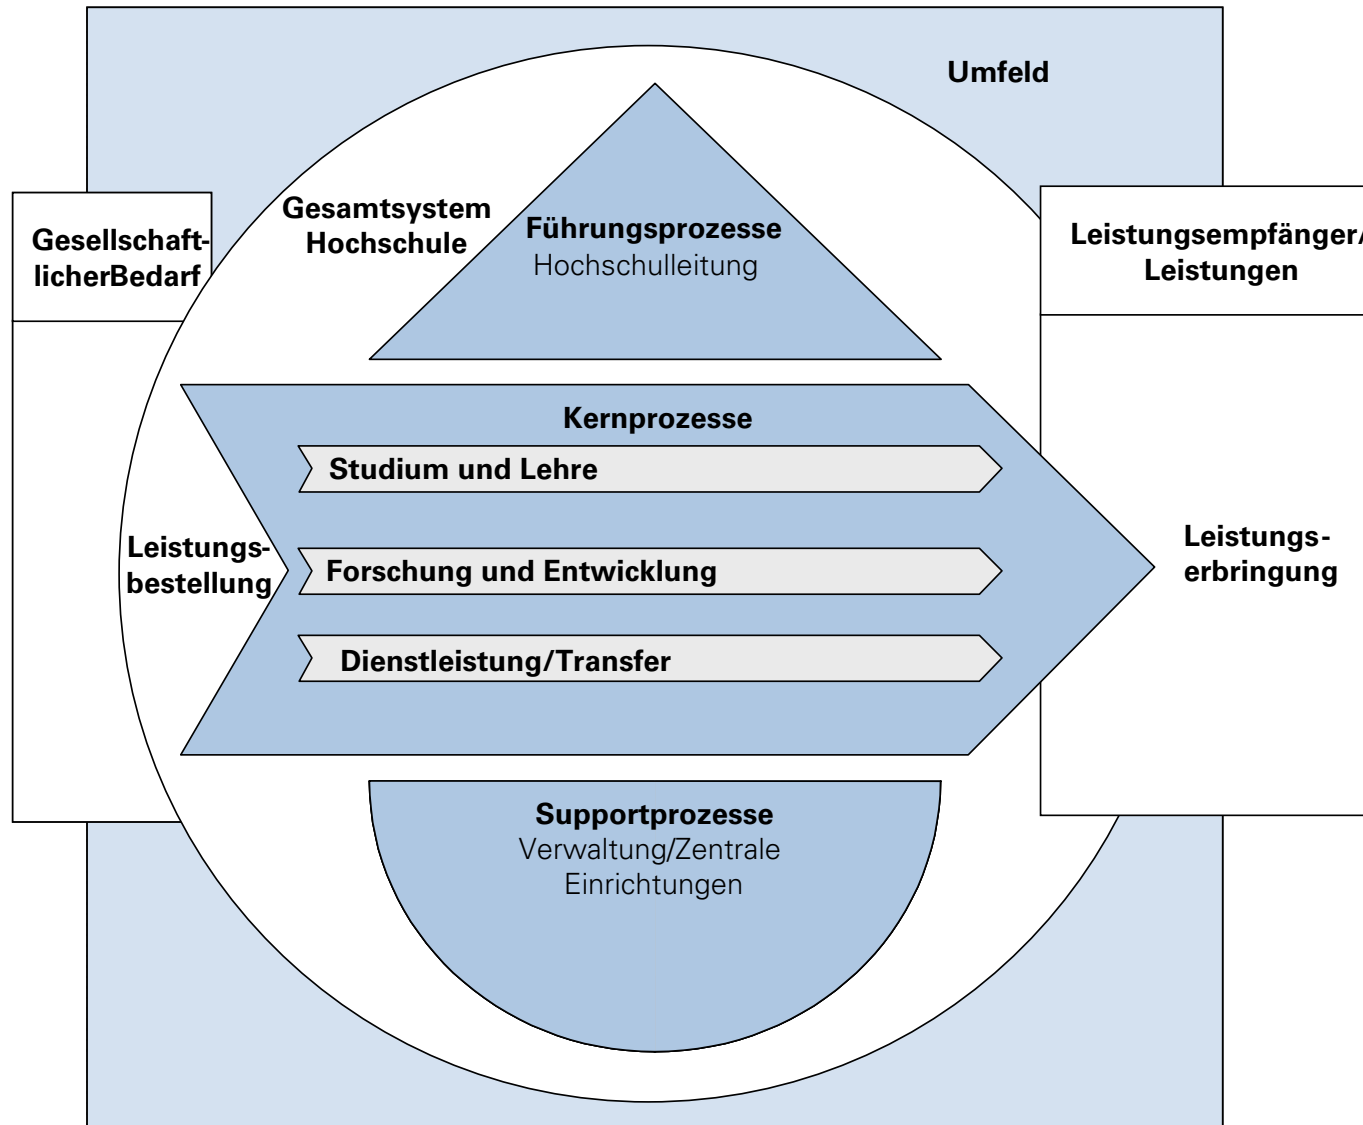 Umfeld
Gesamtsystem
Hochschule
Führungsprozesse
Hochschulleitung
Gesellschaft-
licherBedarf
Leistungsempfänger/
Leistungen
Kernprozesse
Studium und Lehre
Leistungs-
bestellung
Forschung und Entwicklung
Leistungs-
erbringung
Dienstleistung/Transfer
Supportprozesse
Verwaltung/Zentrale
Einrichtungen